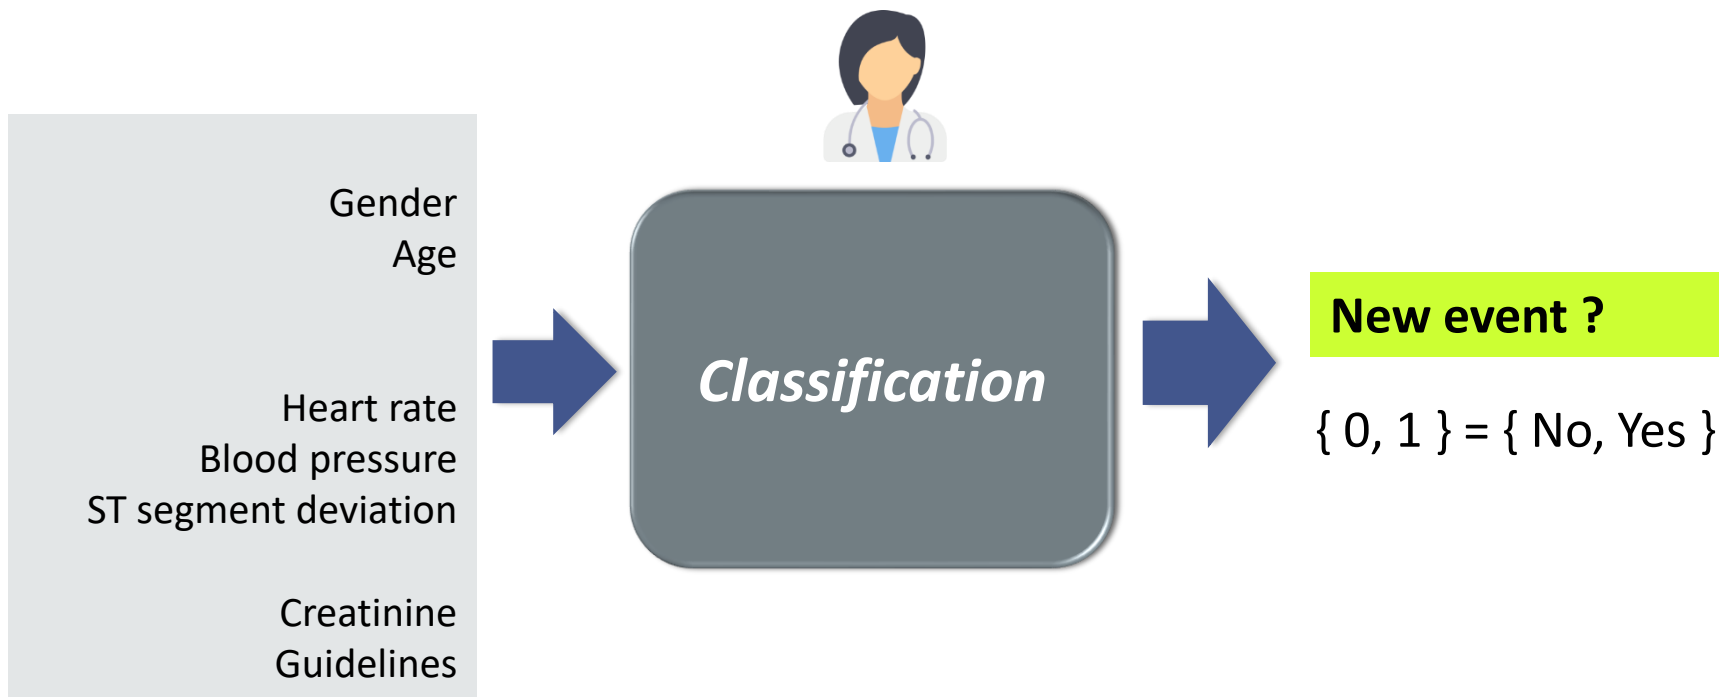 Gender
Age
Heart rate
Blood pressure
ST segment deviation
Creatinine
Guidelines
Classification
New event ?
{ 0, 1 } = { No, Yes }